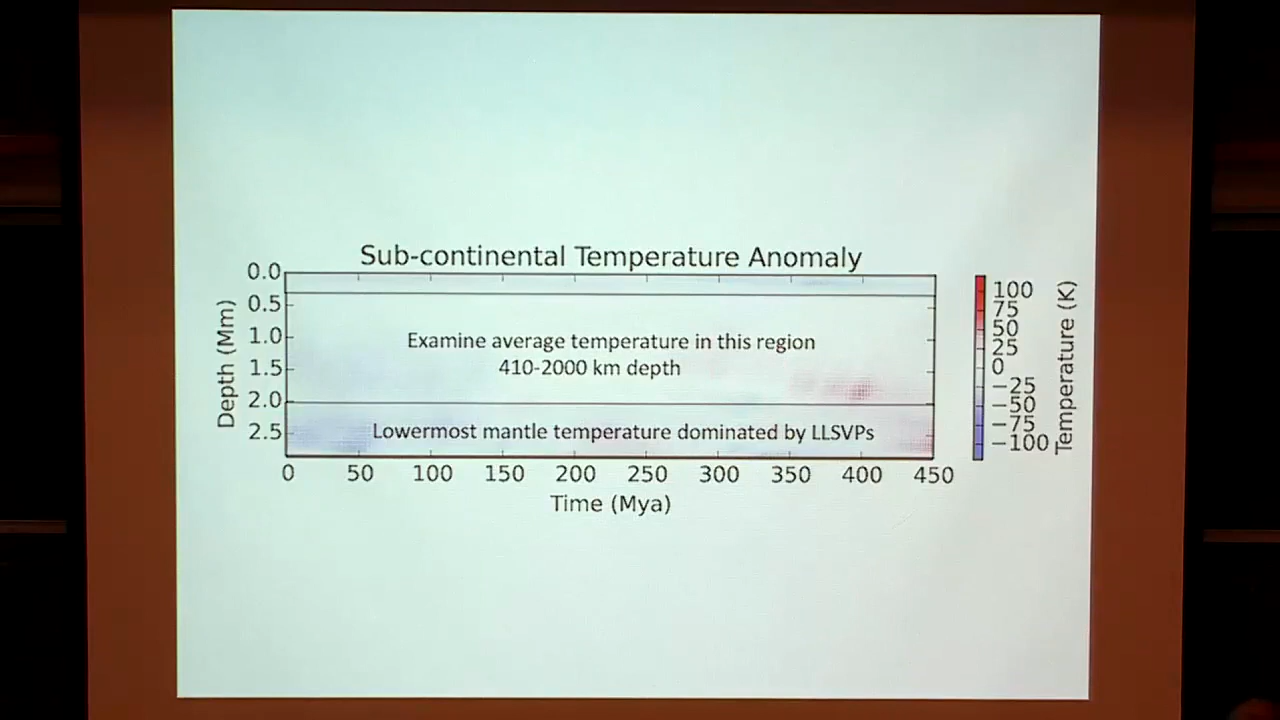 Sub-continental Temperature Anomaly
0.0
0.5
1.0
1.5
2.0
2.5
Depth (Mm)
Examine average temperature in this region
410-2000 km depth
Lowermost mantle temperature dominated by LLSVPs
0 50 100 150 200 250 300 350 400 450
Time (Mya)
100
75
50
25
0
−25
−50
−75
−100
Temperature (K)